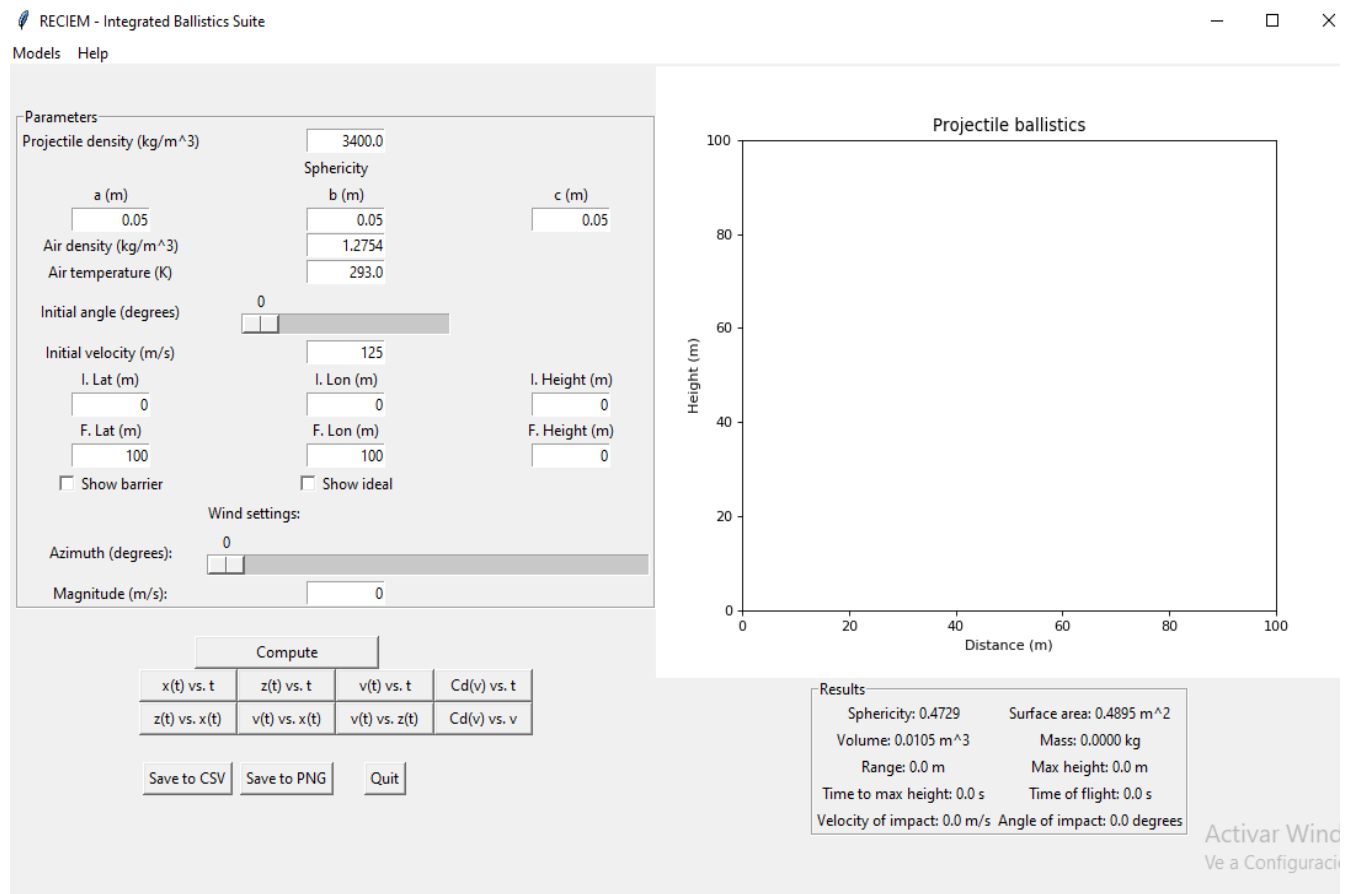 RECIEM - Integrated Ballistics Suite
Models Help
Parameters
Projectile density (kg/m^3) 3400.0
Sphericity
a (m) b (m) c (m)
0.05 0.05 0.05
Air density (kg/m^3) 1.2754
Air temperature (K) 293.0
0
Initial angle (degrees)
Initial velocity (m/s) 125
I. Lat (m) I. Lon (m) I. Height (m)
0 0 0
F. Lat (m) F. Lon (m) F. Height (m)
100 100 0
Show barrier Show ideal
Wind settings:
0
Azimuth (degrees):
Magnitude (m/s): 0
Compute
x(t) vs. t z(t) vs. t v(t) vs. t Cd(v) vs. t
z(t) vs. x(t) v(t) vs. x(t) v(t) vs. z(t) Cd(v) vs. v
Save to CSV Save to PNG Quit
Projectile ballistics
100
80
60
40
20
0
Height (m)
0 20 40 60 80 100
Distance (m)
Results
Sphericity: 0.4729 Surface area: 0.4895 m^2
Volume: 0.0105 m^3 Mass: 0.0000 kg
Range: 0.0 m Max height: 0.0 m
Time to max height: 0.0 s Time of flight: 0.0 s
Velocity of impact: 0.0 m/s Angle of impact: 0.0 degrees
Activar Wind
Ve a Configuraci